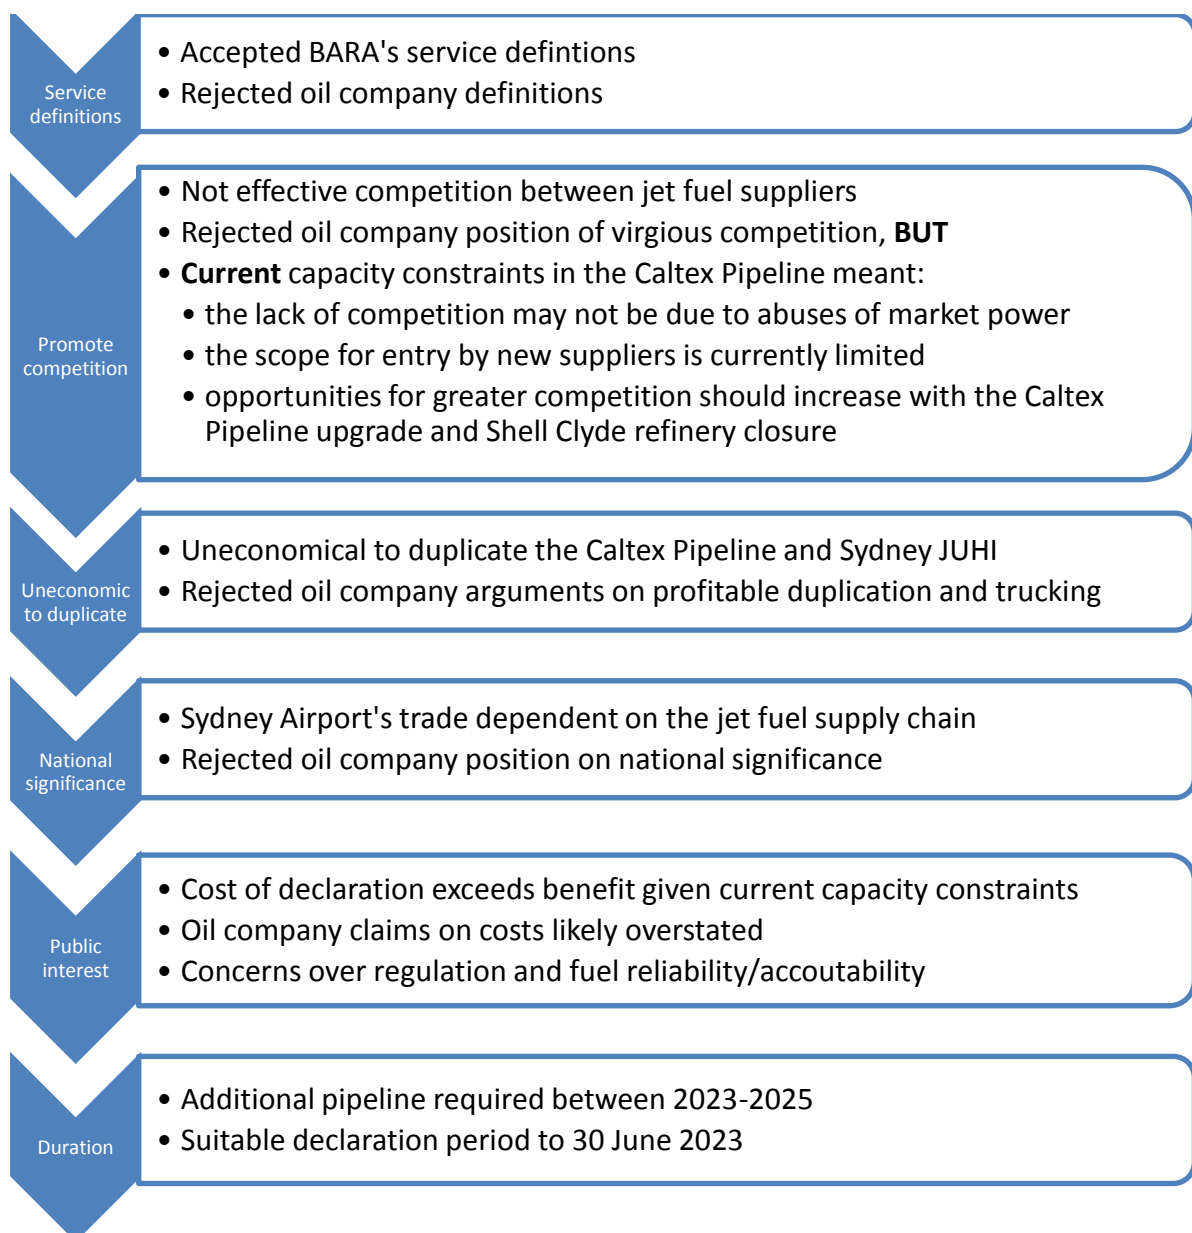 Service
definitions
• Accepted BARA's service defintions
• Rejected oil company definitions
Promote
competition
• Not effective competition between jet fuel suppliers
• Rejected oil company position of virgious competition, BUT
• Current capacity constraints in the Caltex Pipeline meant:
• the lack of competition may not be due to abuses of market power
• the scope for entry by new suppliers is currently limited
• opportunities for greater competition should increase with the Caltex
Pipeline upgrade and Shell Clyde refinery closure
Uneconomic
to duplicate
• Uneconomical to duplicate the Caltex Pipeline and Sydney JUHI
• Rejected oil company arguments on profitable duplication and trucking
National
significance
• Sydney Airport's trade dependent on the jet fuel supply chain
• Rejected oil company position on national significance
Public
interest
• Cost of declaration exceeds benefit given current capacity constraints
• Oil company claims on costs likely overstated
• Concerns over regulation and fuel reliability/accoutability
Duration
• Additional pipeline required between 2023-2025
• Suitable declaration period to 30 June 2023